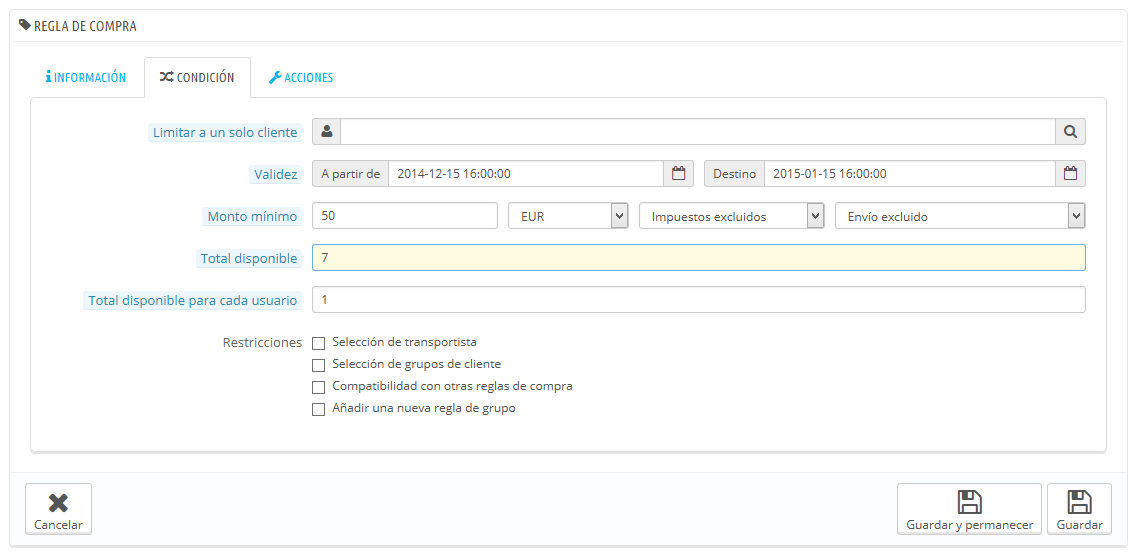 REGLA DE COMPRA
INFORMACIÓN CONDICIÓN ACCIONES
Limitar a un solo cliente
Validez A partir de 2014-12-15 16:00:00 Destino 2015-01-15 16:00:00
Monto mínimo 50 EUR Impuestos excluidos Envío excluido
Total disponible 7
Total disponible para cada usuario 1
Restricciones Selección de transportista
Selección de grupos de cliente
Compatibilidad con otras reglas de compra
Añadir una nueva regla de grupo
Cancelar Guardar y permanecer Guardar